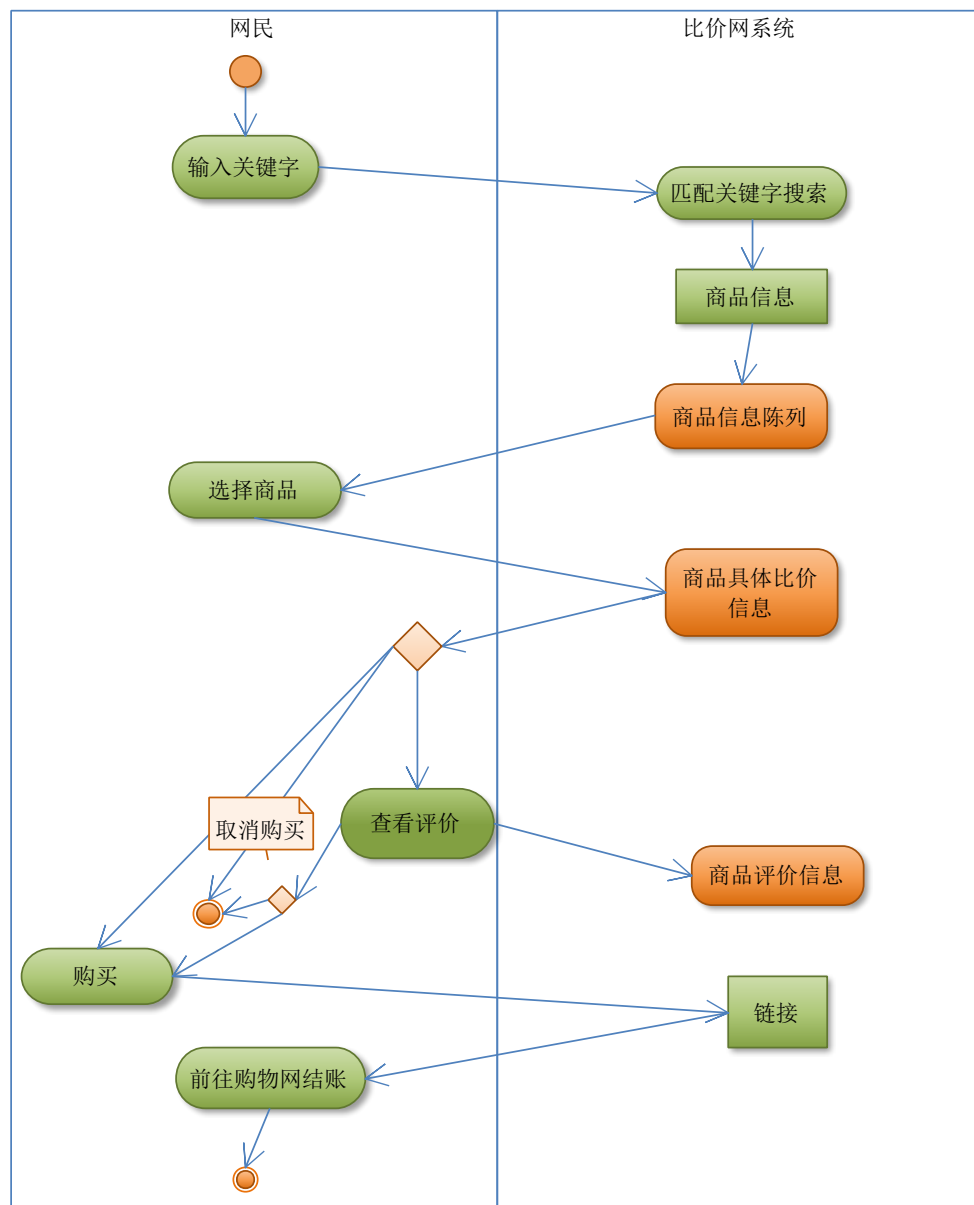 网民
比价网系统
输入关键字
匹配关键字搜索
商品信息
商品信息陈列
选择商品
商品具体比价
信息
取消购买
查看评价
商品评价信息
购买
链接
前往购物网结账